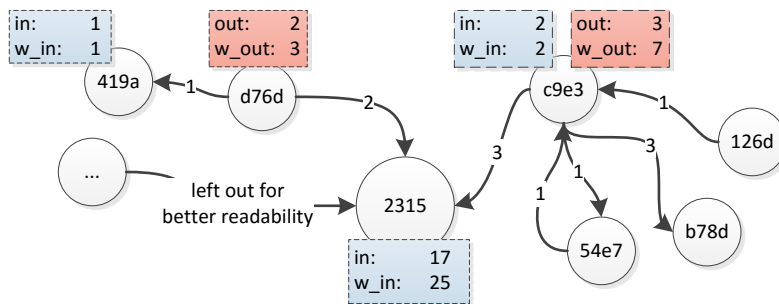 in: 1
w_in: 1
out: 2
w_out: 3
in: 2
w_in: 2
out: 3
w_out: 7
419a
1
d76d
2
c9e3
1
126d
...
left out for
better readability
2315
3
1
1
3
54e7
b78d
in: 17
w_in: 25